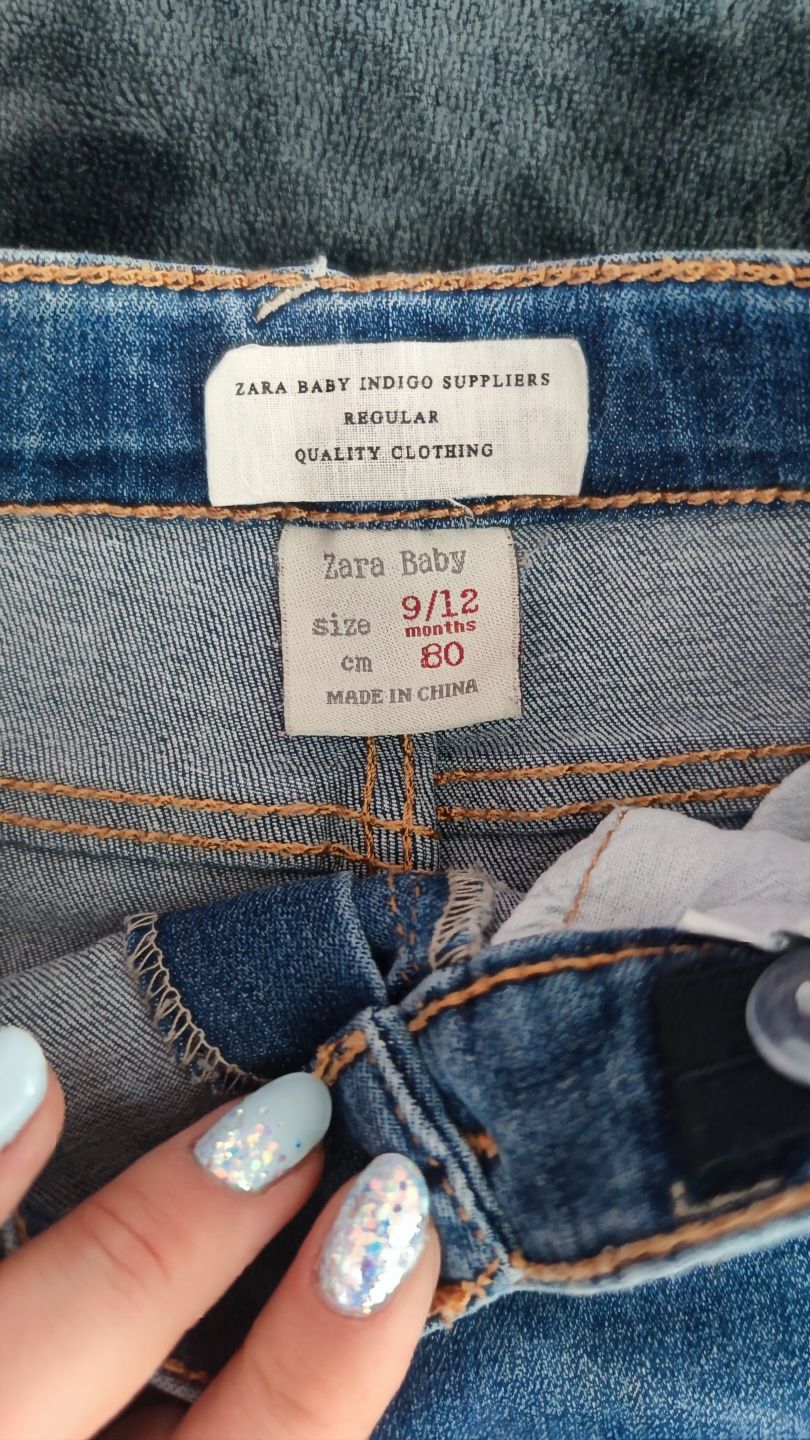 ZARA BABY INDIGO SUPPLIERS
REGULAR
QUALITY CLOTHING
Zara Baby
size 9/12
months
cm 80
MADE IN CHINA